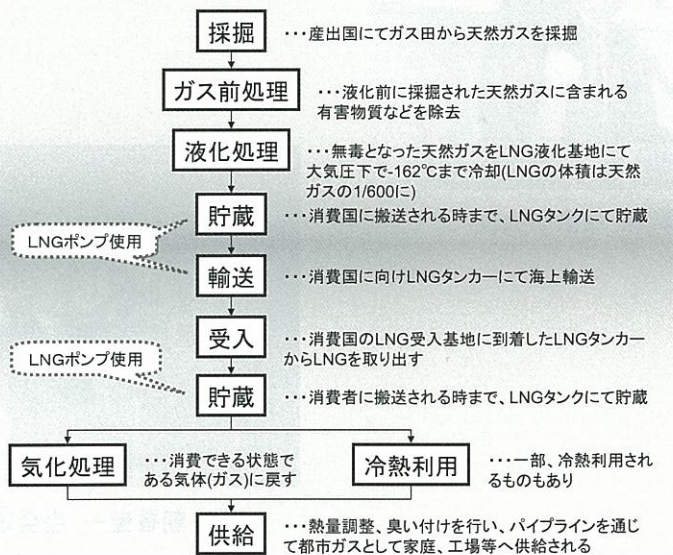 採掘
･･･産出国にてガス田から天然ガスを採掘
ガス前処理
･･･液化前に採掘された天然ガスに含まれる
有害物質などを除去
液化処理
･･･無毒となった天然ガスをLNG液化基地にて
大気圧下で-162℃まで冷却(LNGの体積は天然
ガスの1/600に)
貯蔵
･･･消費国に搬送される時まで、LNGタンクにて貯蔵
LNGポンプ使用
輸送
･･･消費国に向けLNGタンカーにて海上輸送
受入
･･･消費国のLNG受入基地に到着したLNGタンカー
からLNGを取り出す
LNGポンプ使用
貯蔵
･･･消費者に搬送される時まで、LNGタンクにて貯蔵
気化処理
･･･消費できる状態で
ある気体(ガス)に戻す
冷熱利用
･･･一部、冷熱利用され
るものもあり
供給
･･･熱量調整、臭い付けを行い、パイプラインを通じ
て都市ガスとして家庭、工場等へ供給される